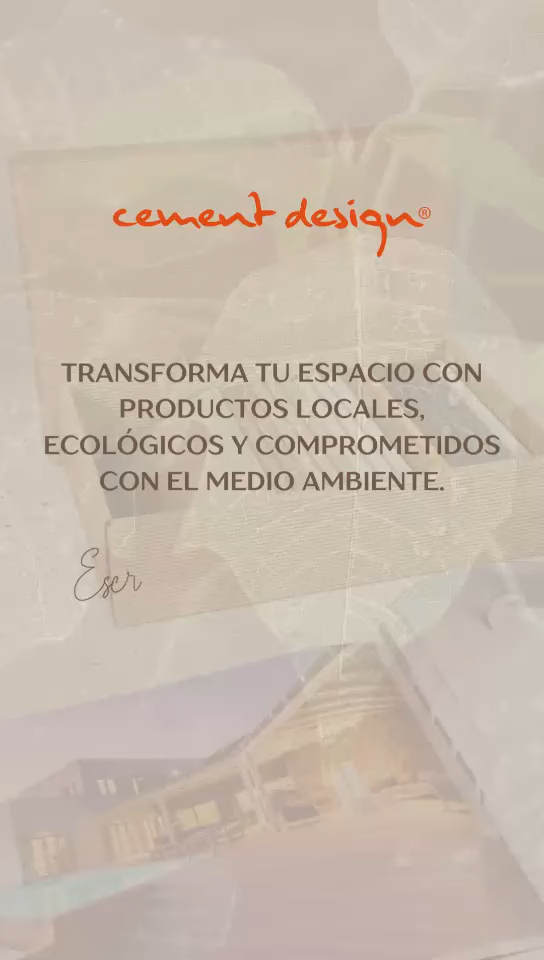 cement design®
TRANSFORMA TU ESPACIO CON
PRODUCTOS LOCALES,
ECOLÓGICOS Y COMPROMETIDOS
CON EL MEDIO AMBIENTE.
Escr